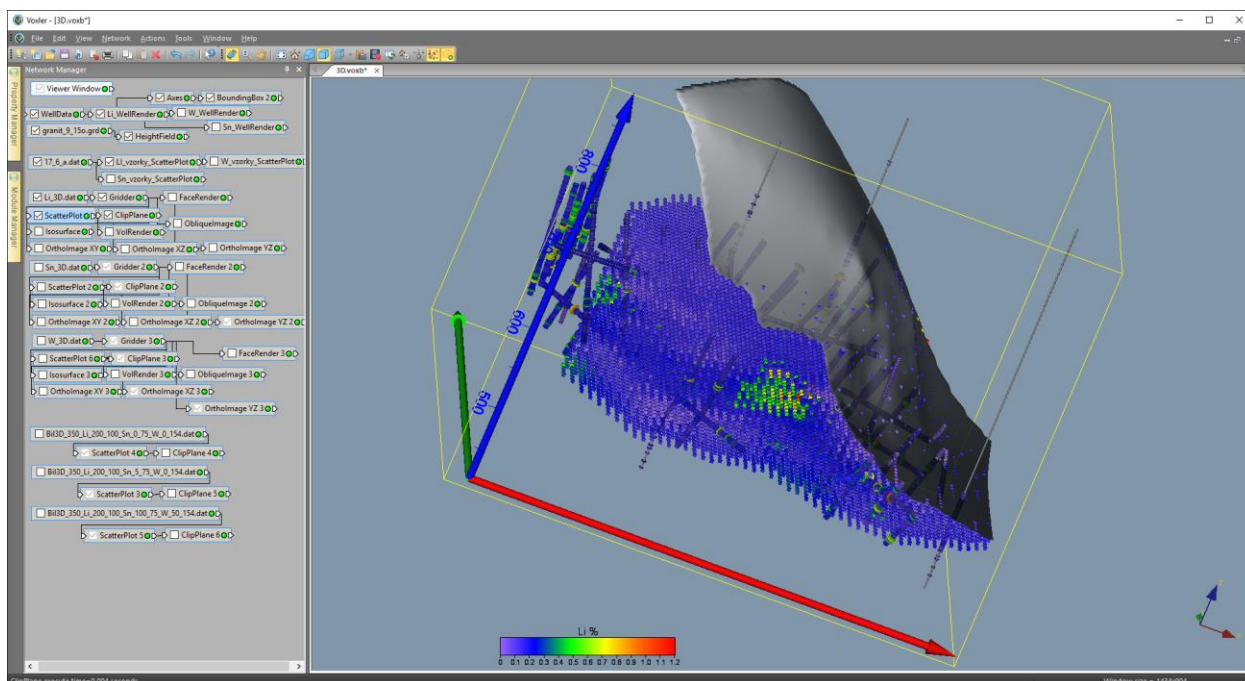 Voxler - [3D.voxb*]
File Edit View Network Actions Tools Window Help
Network Manager
3D.voxb*
Property Manager
Module Manager
Viewer Window
Axes BoundingBox 2
WellData Li_WellRender W_WellRender
Sn_WellRender
granit_9_15o.grd
HeightField
17_6_a.dat LI_vzorky_ScatterPlot W_vzorky_ScatterPlot
Sn_vzorky_ScatterPlot
Li_3D.dat Gridder FaceRender
ScatterPlot ClipPlane
ObliqueImage
Isosurface VolRender
OrthoImage XY OrthoImage XZ OrthoImage YZ
Sn_3D.dat Gridder 2 FaceRender 2
ScatterPlot 2 ClipPlane 2
Isosurface 2 VolRender 2 ObliqueImage 2
OrthoImage XY 2 OrthoImage XZ 2 OrthoImage YZ 2
W_3D.dat Gridder 3
FaceRender 3
ScatterPlot 6 ClipPlane 3
Isosurface 3 VolRender 3 ObliqueImage 3
OrthoImage XY 3 OrthoImage XZ 3
OrthoImage YZ 3
Bil3D_350_Li_200_100_Sn_0_75_W_0_154.dat
ScatterPlot 4 ClipPlane 4
Bil3D_350_Li_200_100_Sn_5_75_W_0_154.dat
ScatterPlot 3 ClipPlane 5
Bil3D_350_Li_200_100_Sn_100_75_W_50_154.dat
ScatterPlot 5 ClipPlane 6
800
600
500
Li %
0 0.1 0.2 0.3 0.4 0.5 0.6 0.7 0.8 0.9 1.0 1.1 1.2